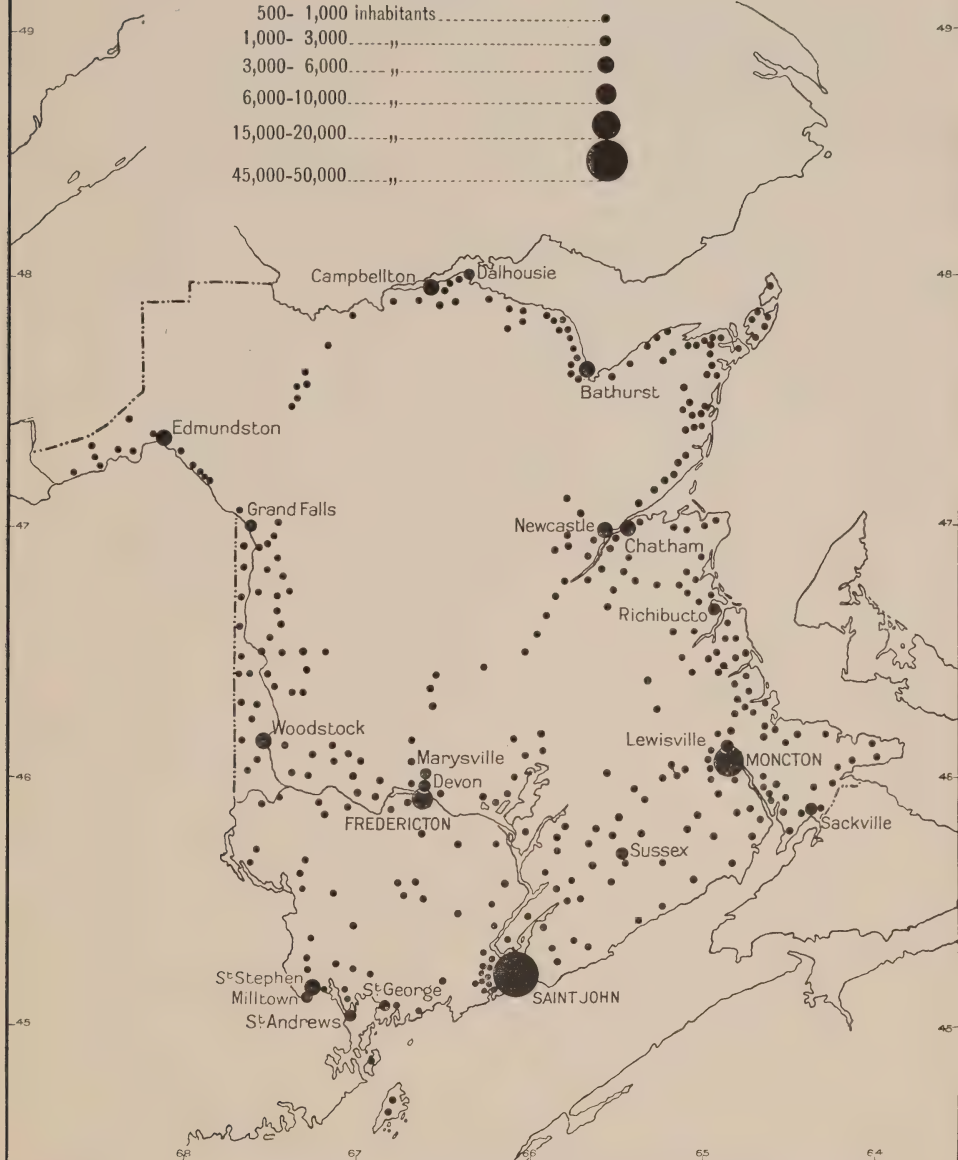 500- 1,000 inhabitants
1,000- 3,000 „
3,000- 6,000 „
6,000-10,000 „
15,000-20,000 „
45,000-50,000 „
49 49
48 48
Campbellton Dalhousie
Bathurst
Edmundston
Grand Falls
47 47
Newcastle
Chatham
Richibucto
Woodstock
Lewisville
MONCTON
46 46
Marysville
Devon
FREDERICTON
Sackville
Sussex
St Stephen
Milltown
St George
St Andrews
SAINT JOHN
45 45
68 67 66 65 64